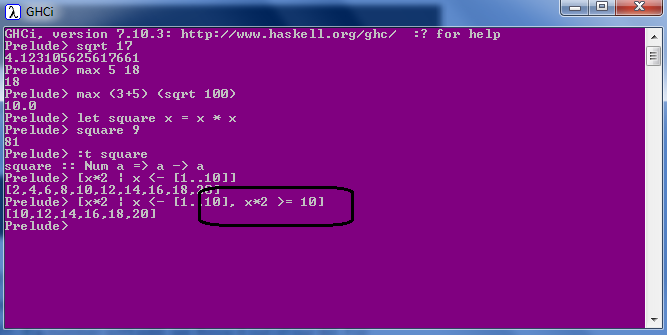 GHCi
GHCi, version 7.10.3: http://www.haskell.org/ghc/  :? for help
Prelude> sqrt 17
4.123105625617661
Prelude> max 5 18
18
Prelude> max (3+5) (sqrt 100)
10.0
Prelude> let square x = x * x
Prelude> square 9
81
Prelude> :t square
square :: Num a => a -> a
Prelude> [x*2 | x <- [1..10]]
[2,4,6,8,10,12,14,16,18,20]
Prelude> [x*2 | x <- [1..10], x*2 >= 10]
[10,12,14,16,18,20]
Prelude>